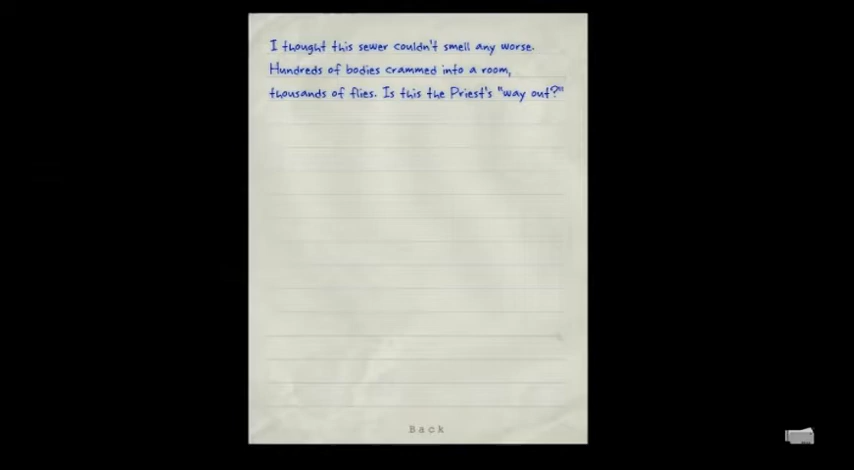 I thought this sewer couldn't smell any worse.
Hundreds of bodies crammed into a room,
thousands of flies. Is this the Priest's "way out?"
Back